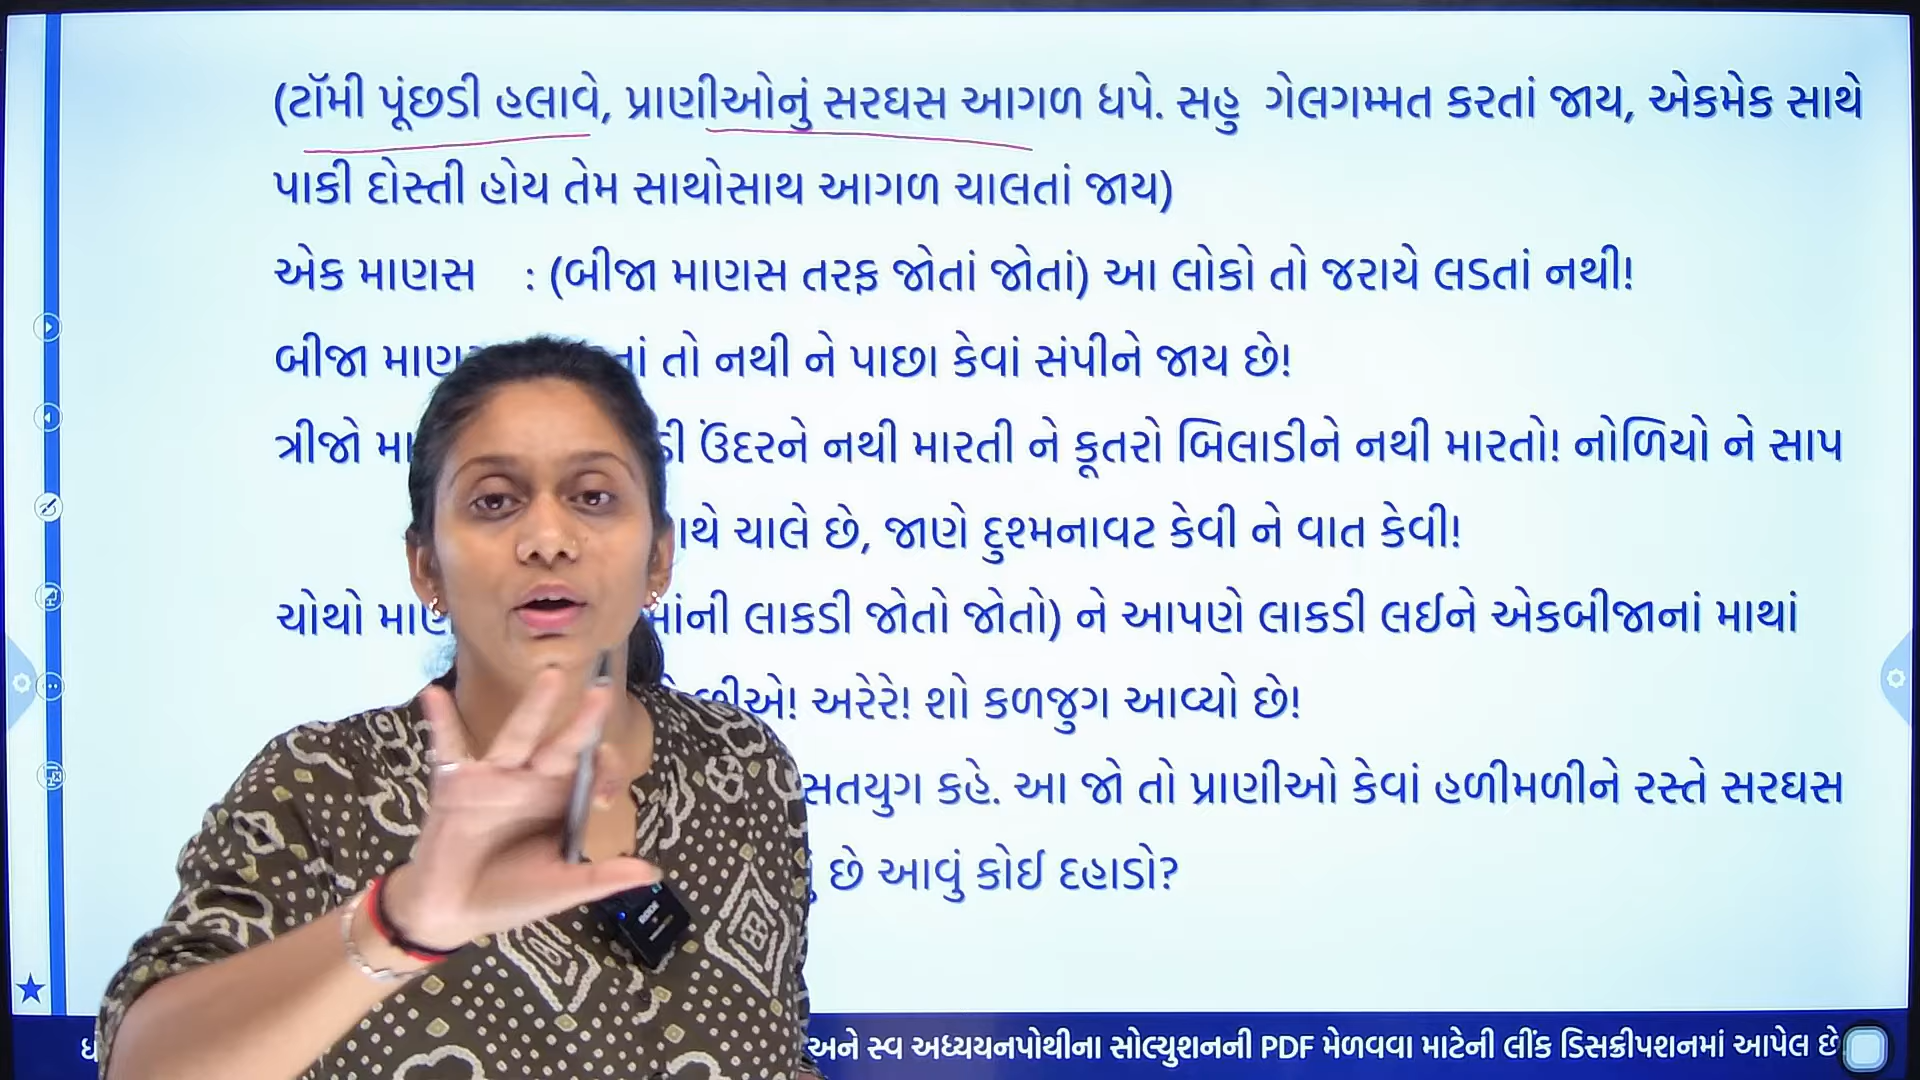 (ટૉમી પૂંછડી હલાવે, પ્રાણીઓનું સરઘસ આગળ ધપે. સહુ ગેલગમ્મત કરતાં જાય, એકમેક સાથે
પાકી દોસ્તી હોય તેમ સાથોસાથ આગળ ચાલતાં જાય)
એક માણસ : (બીજા માણસ તરફ જોતાં જોતાં) આ લોકો તો જરાયે લડતાં નથી!
બીજા તો નથી ને પાછા કેવાં સંપીને જાય છે!
ત્રીજો ઉંદરને નથી મારતી ને કૂતરો બિલાડીને નથી મારતો! નોળિયો ને સાપ
ચાલે છે, જાણે દુશ્મનાવટ કેવી ને વાત કેવી!
ચોથો લાકડી જોતો જોતો) ને આપણે લાકડી લઈને એકબીજાનાં માથાં
અરેરે! શો કળજુગ આવ્યો છે!
સતયુગ કહે. આ જો તો પ્રાણીઓ કેવાં હળીમળીને રસ્તે સરઘસ
છે આવું કોઈ દહાડો?
અને સ્વ અધ્યયનપોથીના સોલ્યુશનની PDF મેળવવા માટેની લીંક ડિસક્રીપશનમાં આપેલ છે
RODE